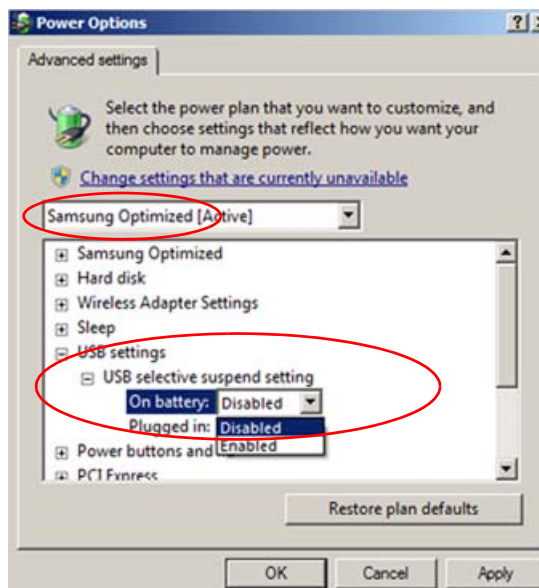 Power Options
Advanced settings
Select the power plan that you want to customize, and
then choose settings that reflect how you want your
computer to manage power.
Change settings that are currently unavailable
Samsung Optimized [Active]
Samsung Optimized
Hard disk
Wireless Adapter Settings
Sleep
USB settings
USB selective suspend setting
On battery: Disabled
Plugged in: Disabled
Enabled
Power buttons and
PCI Express
Restore plan defaults
OK Cancel Apply